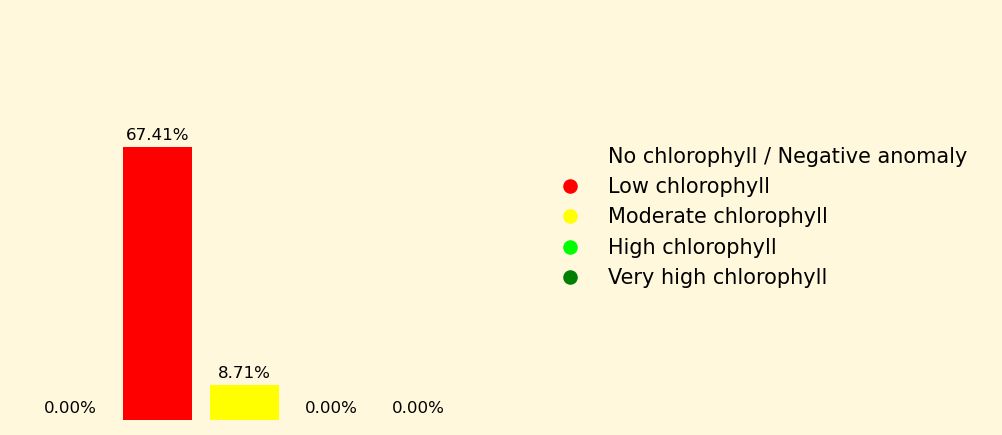 67.41%
8.71%
0.00%
0.00%
0.00%
No chlorophyll / Negative anomaly
Low chlorophyll
Moderate chlorophyll
High chlorophyll
Very high chlorophyll